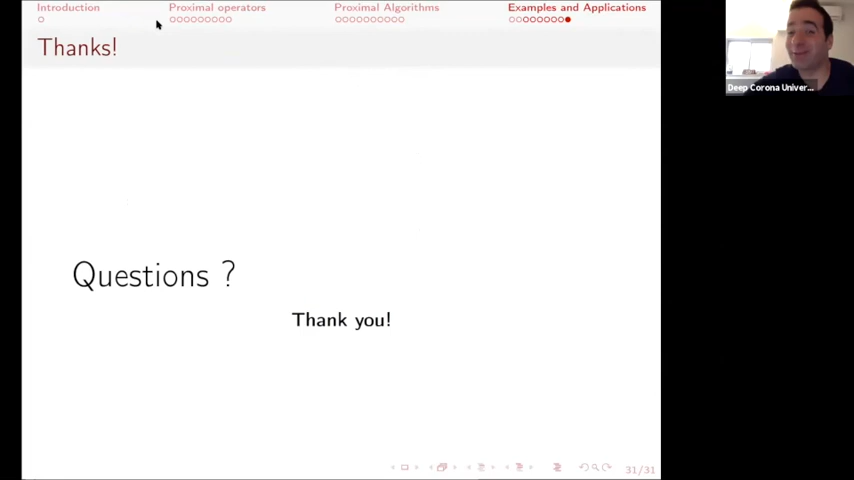 Introduction
Proximal operators
Proximal Algorithms
Examples and Applications
Thanks!
Deep Corona Univer...
Questions ?
Thank you!
31/31